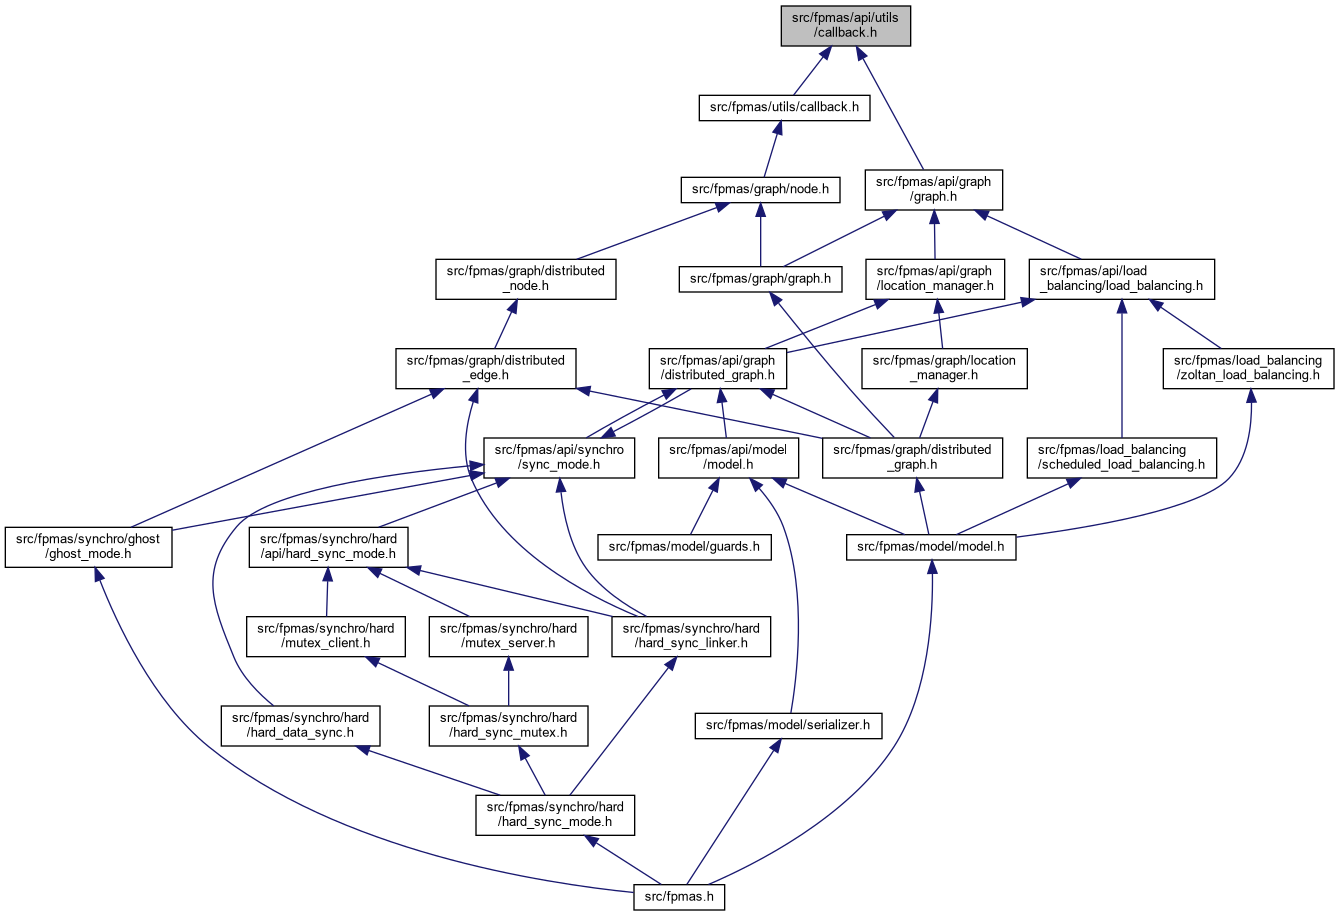 src/fpmas/api/utils
/callback.h
src/fpmas/utils/callback.h
src/fpmas/graph/node.h
src/fpmas/api/graph
/graph.h
src/fpmas/graph/distributed
_node.h
src/fpmas/graph/graph.h
src/fpmas/api/graph
/location_manager.h
src/fpmas/api/load
_balancing/load_balancing.h
src/fpmas/graph/distributed
_edge.h
src/fpmas/api/graph
/distributed_graph.h
src/fpmas/graph/location
_manager.h
src/fpmas/load_balancing
/zoltan_load_balancing.h
src/fpmas/api/synchro
/sync_mode.h
src/fpmas/api/model
/model.h
src/fpmas/graph/distributed
_graph.h
src/fpmas/load_balancing
/scheduled_load_balancing.h
src/fpmas/synchro/ghost
/ghost_mode.h
src/fpmas/synchro/hard
/api/hard_sync_mode.h
src/fpmas/model/guards.h
src/fpmas/model/model.h
src/fpmas/synchro/hard
/mutex_client.h
src/fpmas/synchro/hard
/mutex_server.h
src/fpmas/synchro/hard
/hard_sync_linker.h
src/fpmas/synchro/hard
/hard_data_sync.h
src/fpmas/synchro/hard
/hard_sync_mutex.h
src/fpmas/model/serializer.h
src/fpmas/synchro/hard
/hard_sync_mode.h
src/fpmas.h